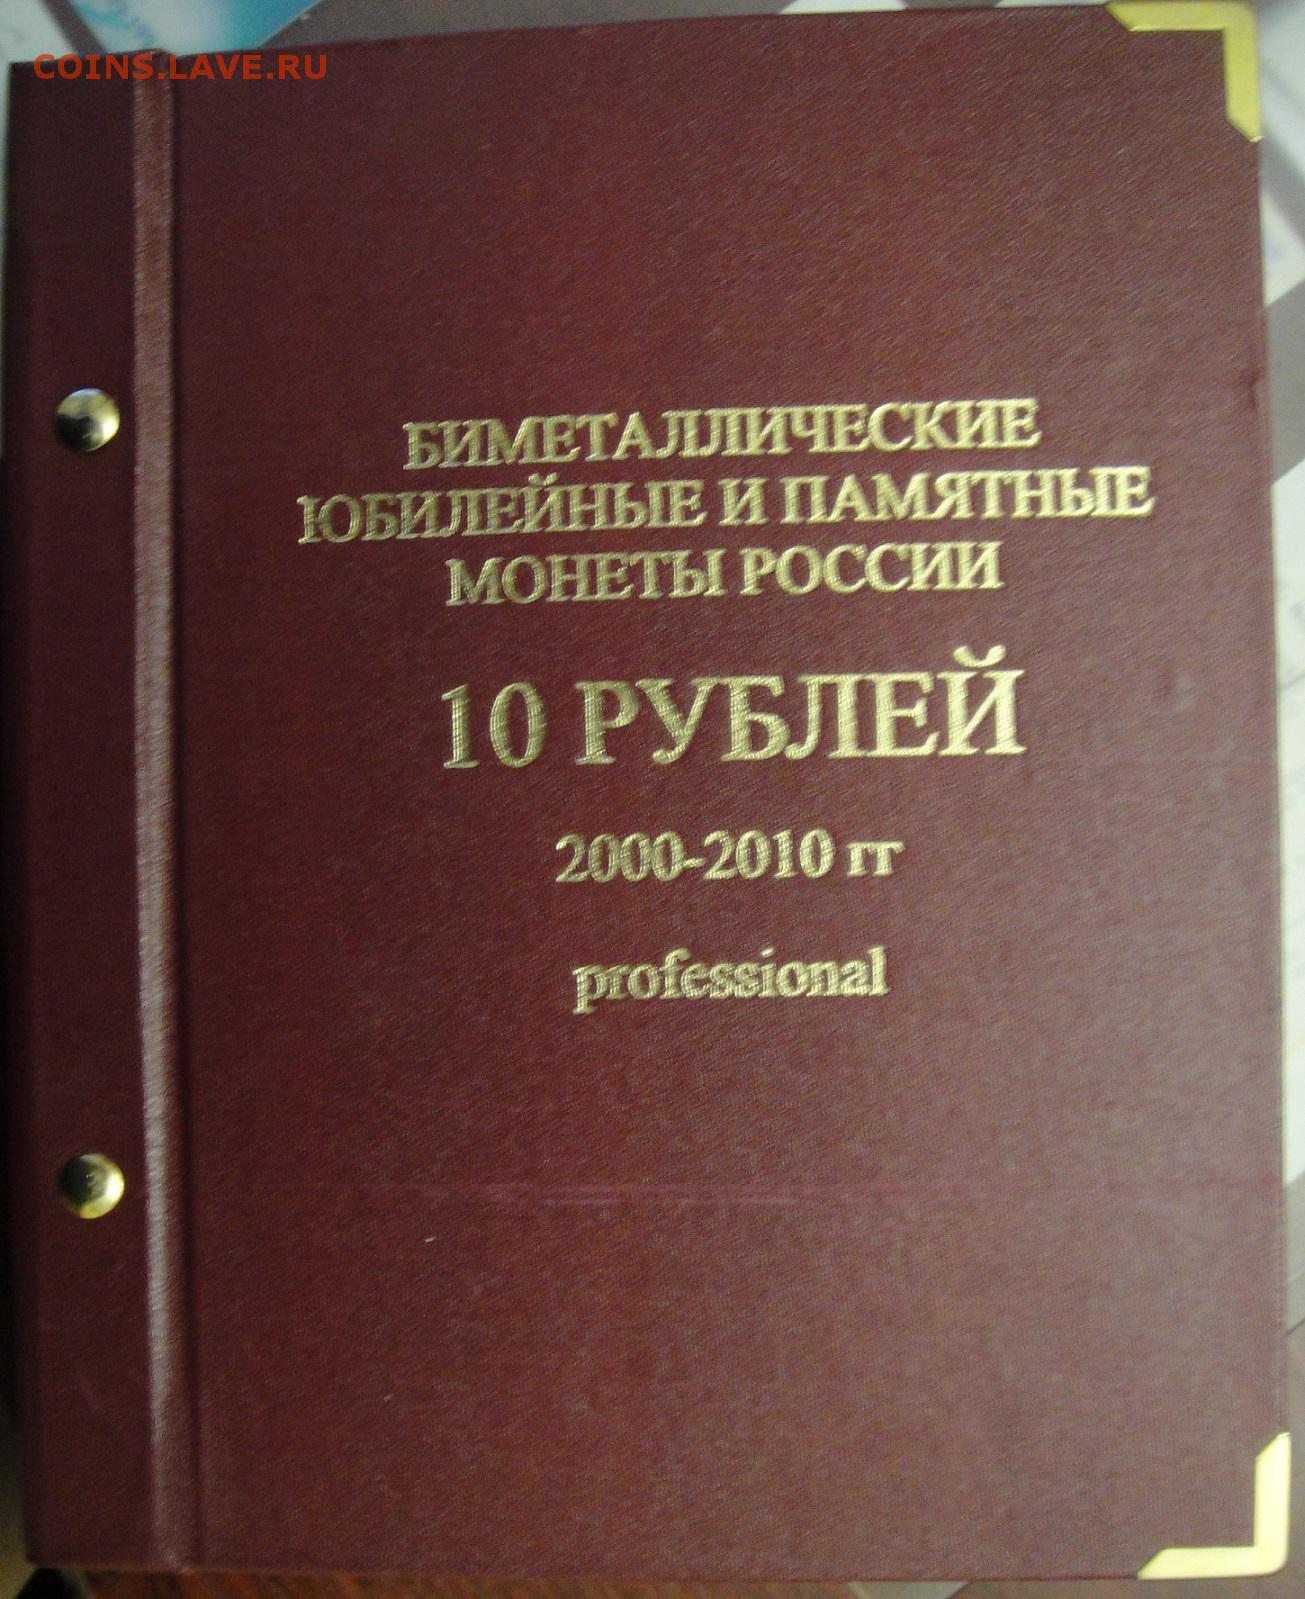 COINS.LAVE.RU
БИМЕТАЛЛИЧЕСКИЕ
ЮБИЛЕЙНЫЕ И ПАМЯТНЫЕ
МОНЕТЫ РОССИИ
10 РУБЛЕЙ
2000-2010 гг
professional